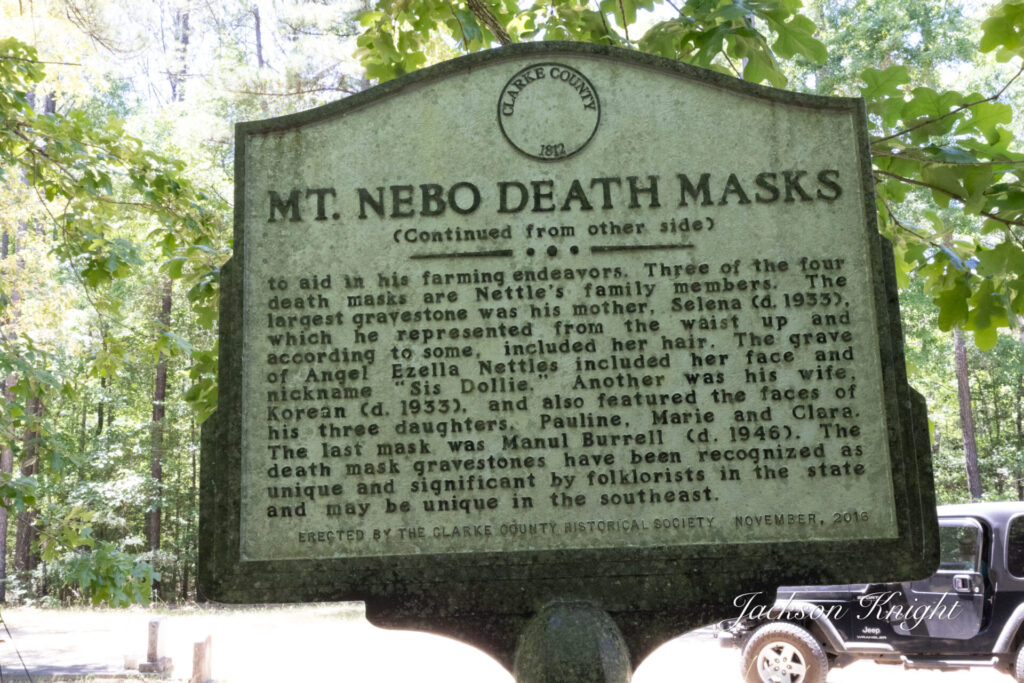 CLARKE COUNTY
1812
MT. NEBO DEATH MASKS
(Continued from other side)
to aid in his farming endeavors. Three of the four
death masks are Nettle's family members. The
largest gravestone was his mother, Selena (d. 1933),
which he represented from the waist up and
according to some, included her hair. The grave
of Angel Ezella Nettles included her face and
nickname "Sis Dollie." Another was his wife,
Korean (d. 1933), and also featured the faces of
his three daughters, Pauline, Marie and Clara.
The last mask was Manul Burrell (d. 1946). The
death mask gravestones have been recognized as
unique and significant by folklorists in the state
and may be unique in the southeast.
ERECTED BY THE CLARKE COUNTY HISTORICAL SOCIETY NOVEMBER, 2016
Jackson Knight
Jeep
WRANGLER